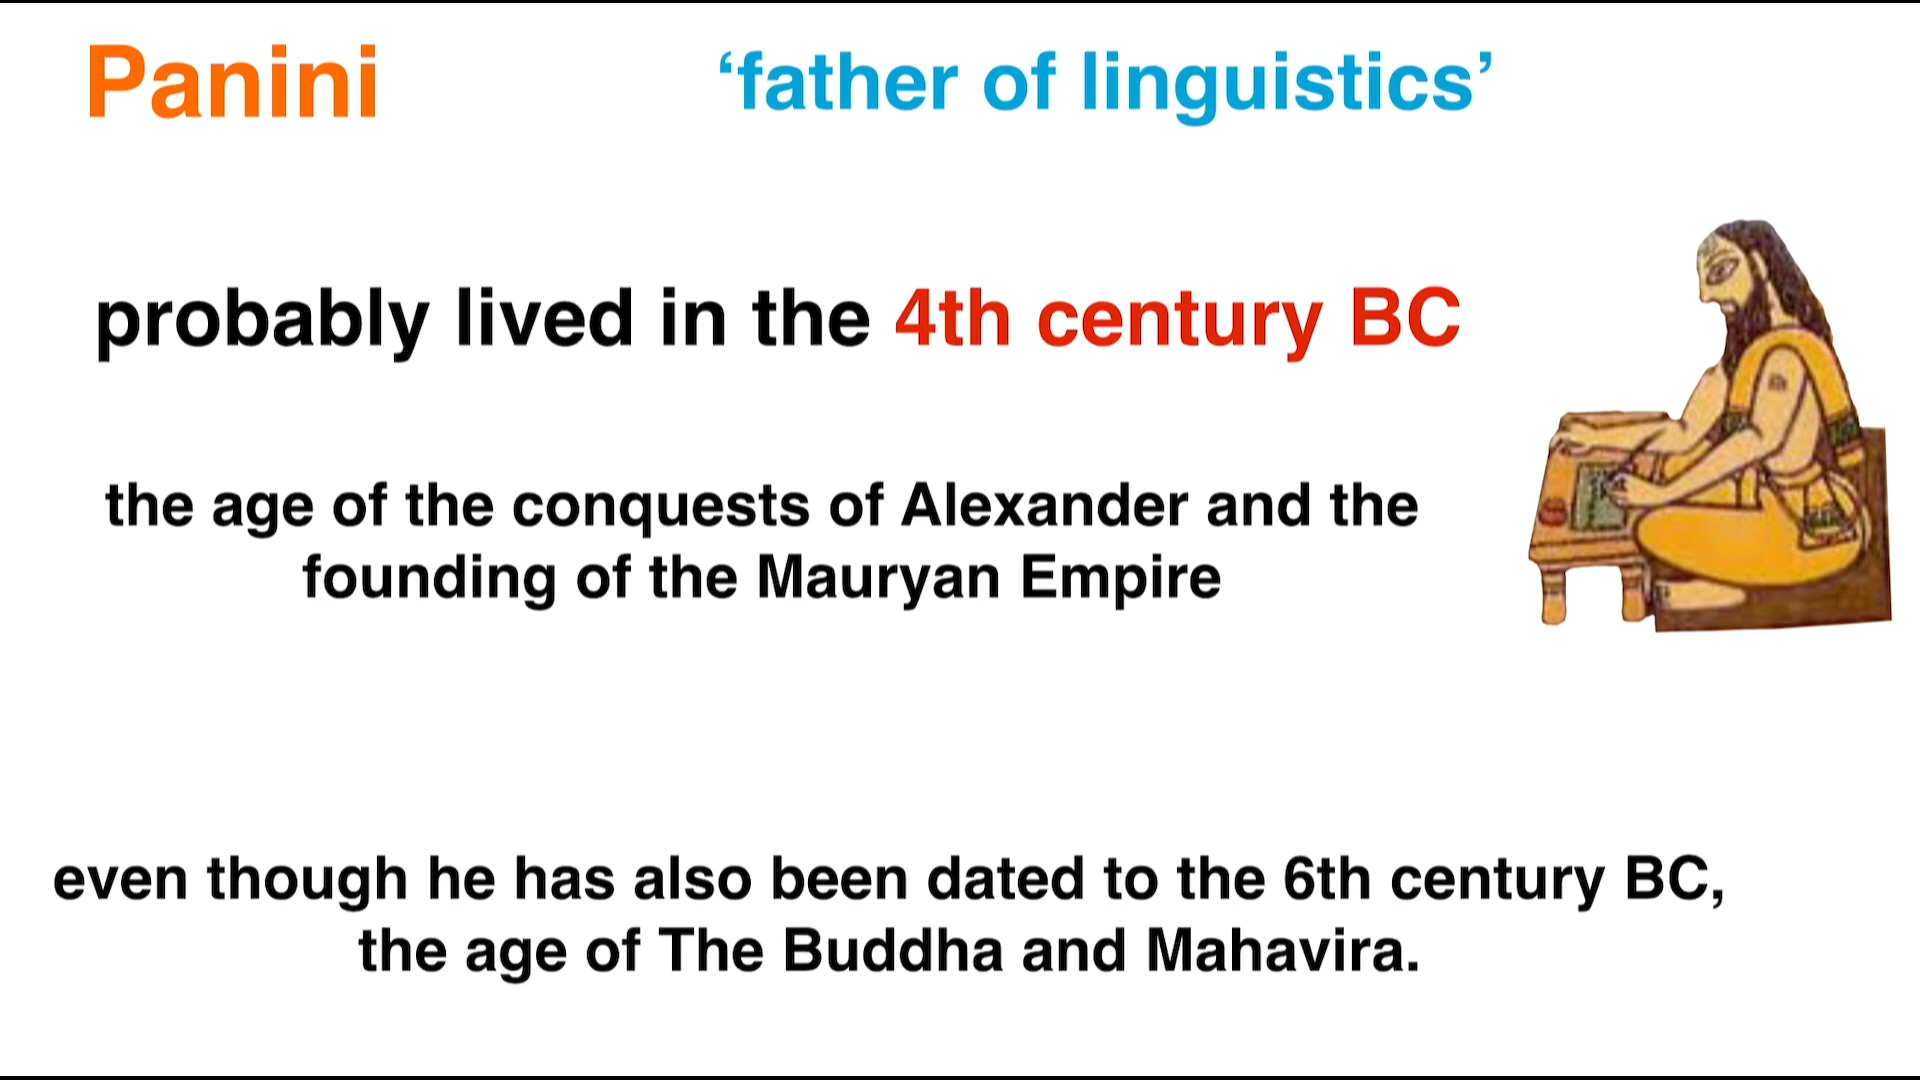 Panini
‘father of linguistics’
probably lived in the 4th century BC
the age of the conquests of Alexander and the
founding of the Mauryan Empire
even though he has also been dated to the 6th century BC,
the age of The Buddha and Mahavira.